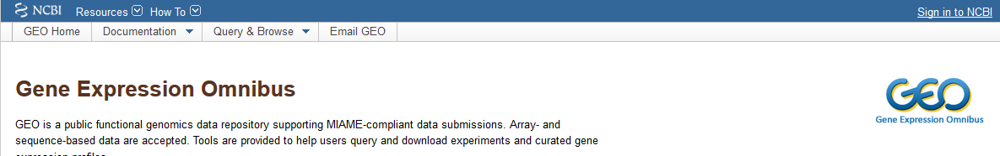 NCBI Resources How To Sign in to NCBI
GEO Home Documentation Query & Browse Email GEO
Gene Expression Omnibus
GEO
Gene Expression Omnibus
GEO is a public functional genomics data repository supporting MIAME-compliant data submissions. Array- and
sequence-based data are accepted. Tools are provided to help users query and download experiments and curated gene